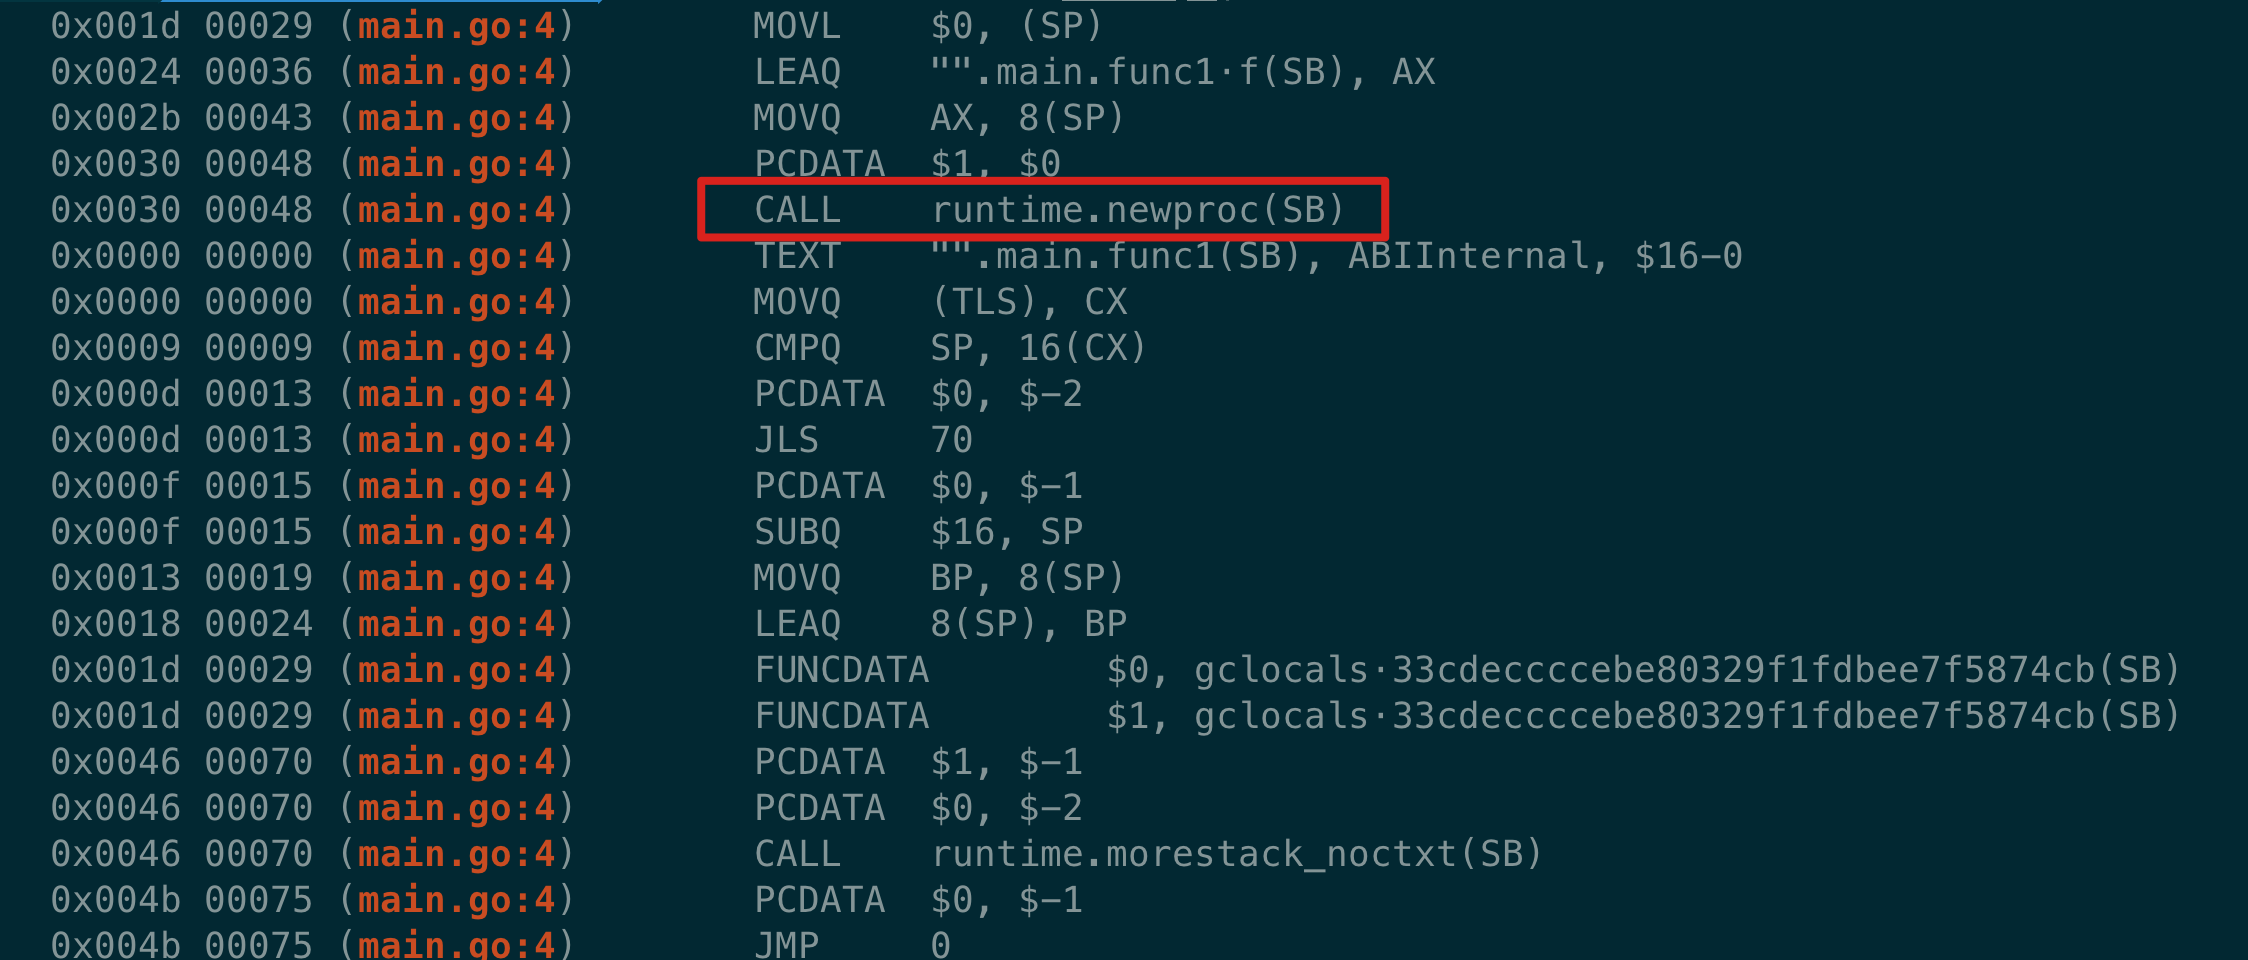 0x001d 00029 (main.go:4) MOVL $0, (SP)
0x0024 00036 (main.go:4) LEAQ "".main.func1·f(SB), AX
0x002b 00043 (main.go:4) MOVQ AX, 8(SP)
0x0030 00048 (main.go:4) PCDATA $1, $0
0x0030 00048 (main.go:4) CALL runtime.newproc(SB)
0x0000 00000 (main.go:4) TEXT "".main.func1(SB), ABIInternal, $16-0
0x0000 00000 (main.go:4) MOVQ (TLS), CX
0x0009 00009 (main.go:4) CMPQ SP, 16(CX)
0x000d 00013 (main.go:4) PCDATA $0, $-2
0x000d 00013 (main.go:4) JLS 70
0x000f 00015 (main.go:4) PCDATA $0, $-1
0x000f 00015 (main.go:4) SUBQ $16, SP
0x0013 00019 (main.go:4) MOVQ BP, 8(SP)
0x0018 00024 (main.go:4) LEAQ 8(SP), BP
0x001d 00029 (main.go:4) FUNCDATA $0, gclocals·33cdeccccebe80329f1fdbee7f5874cb(SB)
0x001d 00029 (main.go:4) FUNCDATA $1, gclocals·33cdeccccebe80329f1fdbee7f5874cb(SB)
0x0046 00070 (main.go:4) PCDATA $1, $-1
0x0046 00070 (main.go:4) PCDATA $0, $-2
0x0046 00070 (main.go:4) CALL runtime.morestack_noctxt(SB)
0x004b 00075 (main.go:4) PCDATA $0, $-1
0x004b 00075 (main.go:4) JMP 0